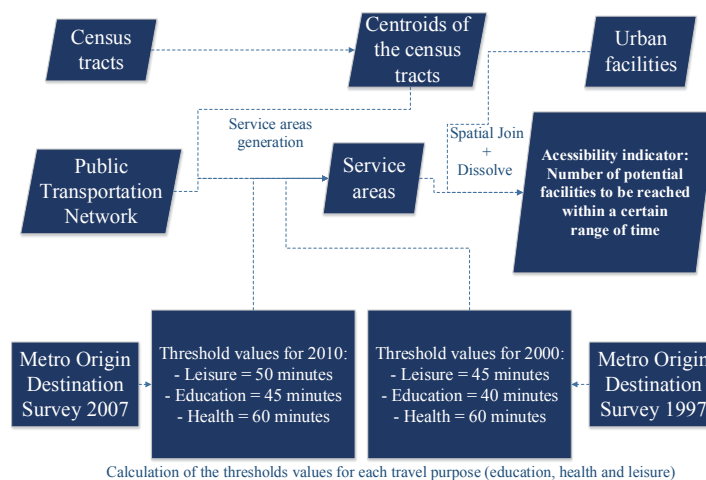 Census
tracts
Centroids of
the census
tracts
Urban
facilities
Service areas
generation
Spatial Join
+
Dissolve
Public
Transportation
Network
Service
areas
Acessibility indicator:
Number of potential
facilities to be reached
within a certain
range of time
Metro Origin
Destination
Survey 2007
Threshold values for 2010:
- Leisure = 50 minutes
- Education = 45 minutes
- Health = 60 minutes
Threshold values for 2000:
- Leisure = 45 minutes
- Education = 40 minutes
- Health = 60 minutes
Metro Origin
Destination
Survey 1997
Calculation of the thresholds values for each travel purpose (education, health and leisure)